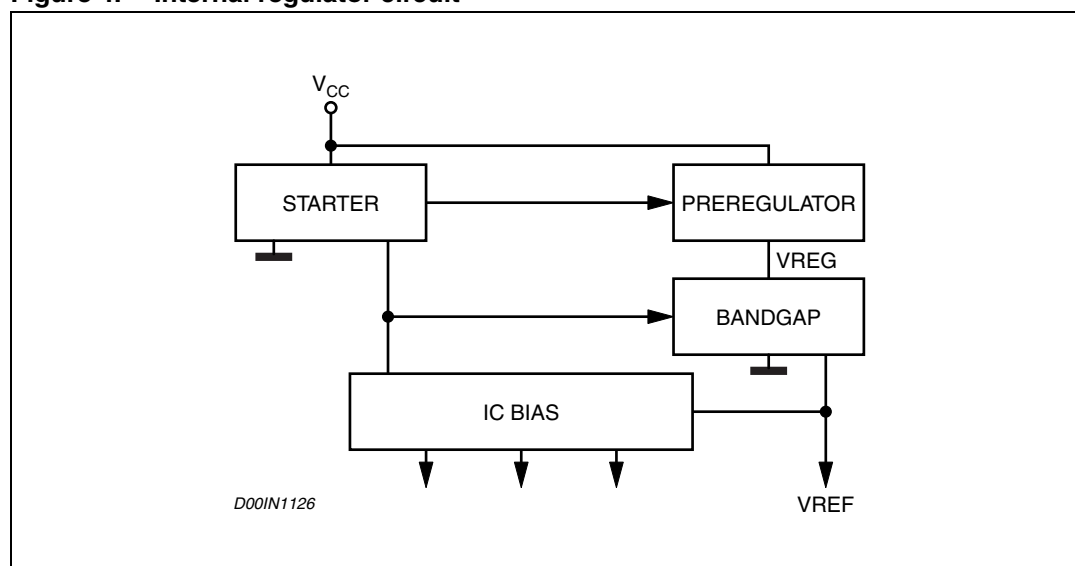 Figure 4. Internal regulator circuit
VCC
STARTER
PREREGULATOR
VREG
BANDGAP
IC BIAS
D00IN1126
VREF